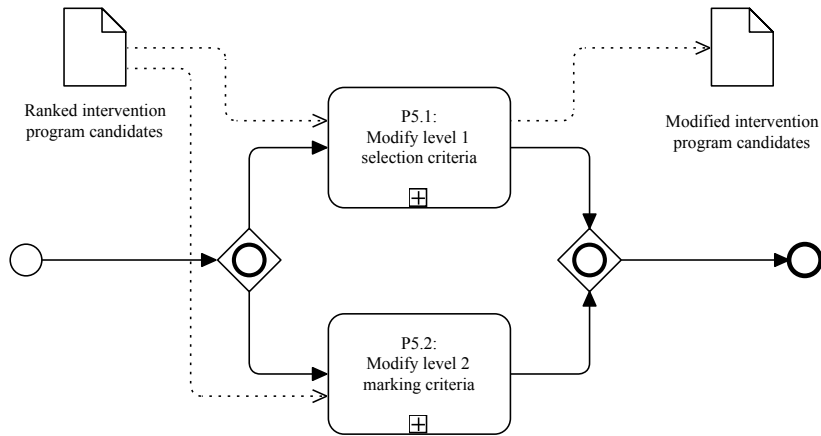 Ranked intervention
program candidates
P5.1:
Modify level 1
selection criteria
Modified intervention
program candidates
P5.2:
Modify level 2
marking criteria